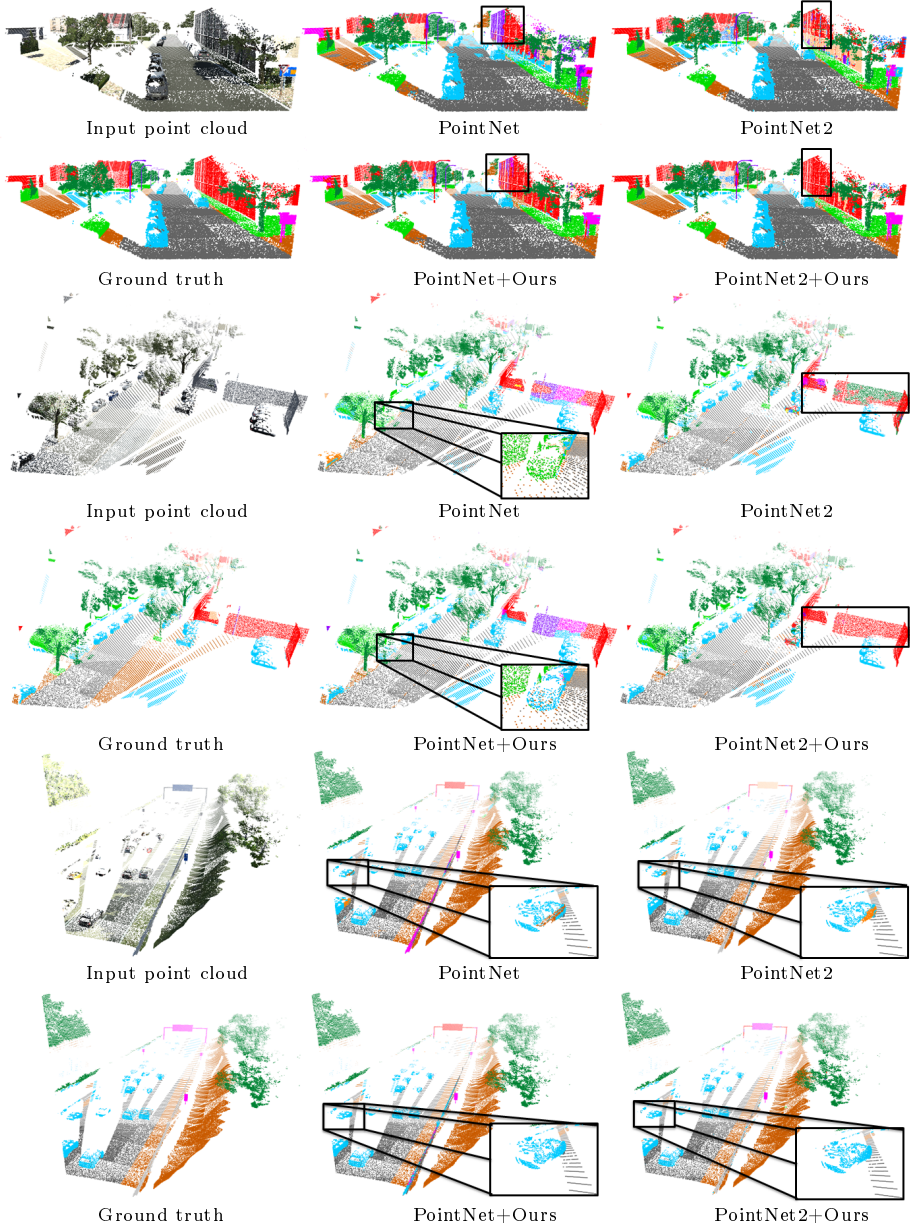 Input point cloud
PointNet
PointNet2
Ground truth
PointNet+Ours
PointNet2+Ours
Input point cloud
PointNet
PointNet2
Ground truth
PointNet+Ours
PointNet2+Ours
Input point cloud
PointNet
PointNet2
Ground truth
PointNet+Ours
PointNet2+Ours